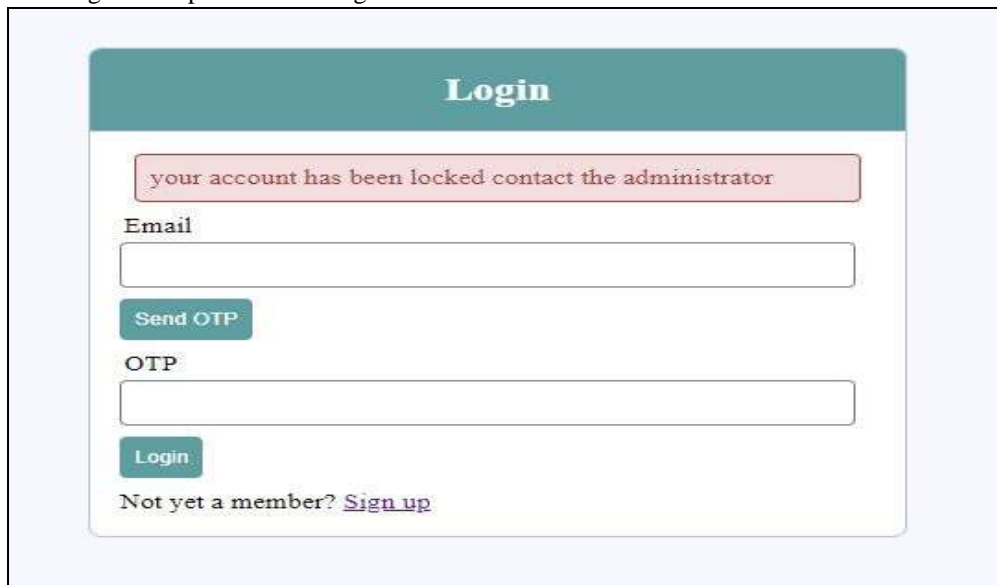 Login
your account has been locked contact the administrator
Email
Send OTP
OTP
Login
Not yet a member? Sign up